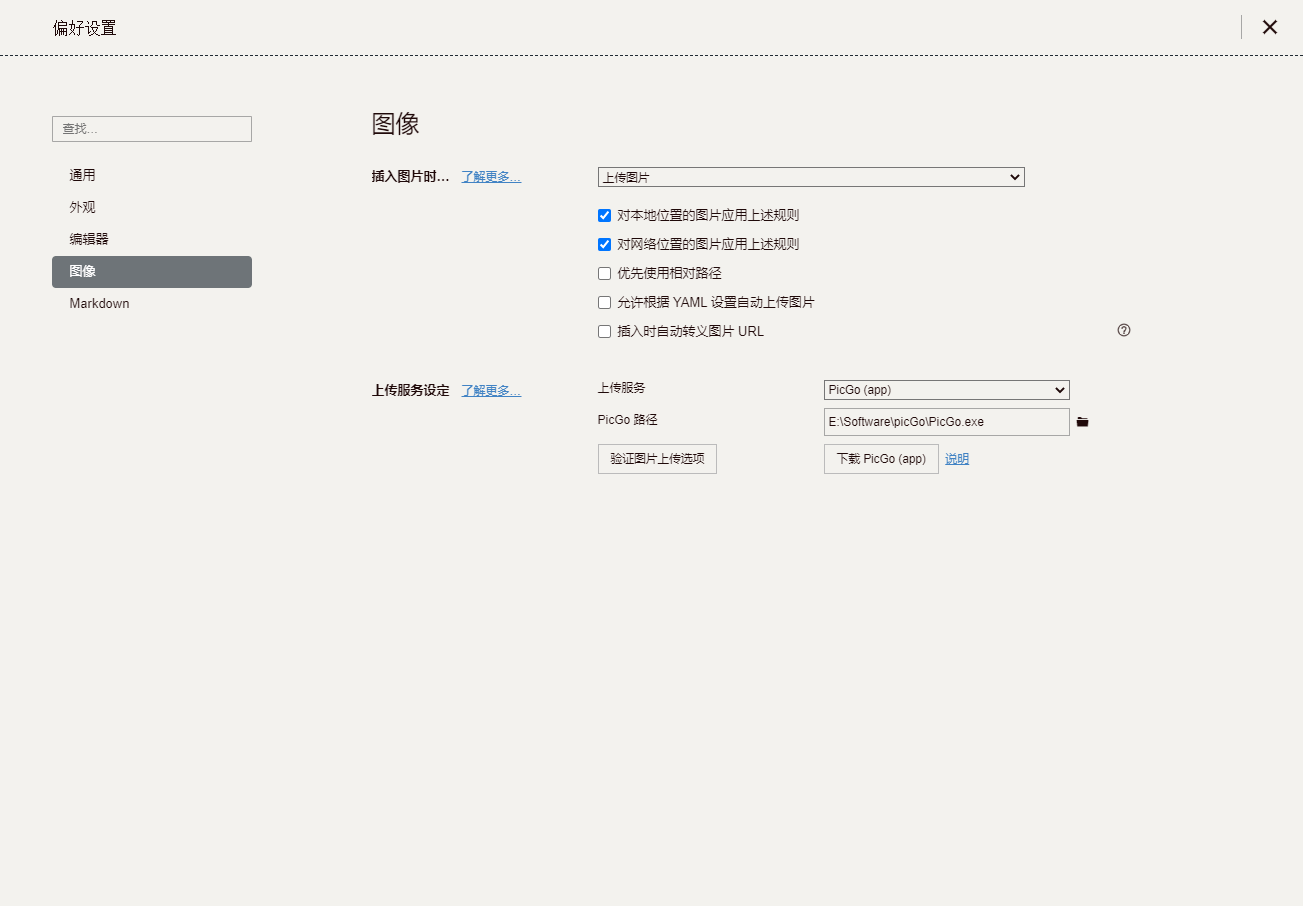 偏好设置
查找...
通用
外观
编辑器
图像
Markdown
图像
插入图片时... 了解更多... 上传图片
对本地位置的图片应用上述规则
对网络位置的图片应用上述规则
优先使用相对路径
允许根据 YAML 设置自动上传图片
插入时自动转义图片 URL
上传服务设定 了解更多... 上传服务 PicGo (app)
PicGo 路径 E:\Software\picGo\PicGo.exe
验证图片上传选项 下载 PicGo (app) 说明